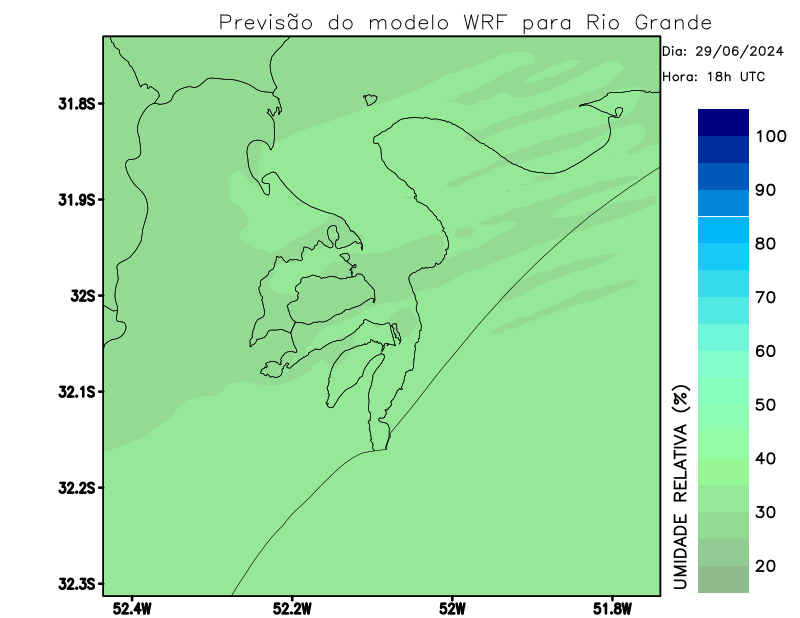 Previsão do modelo WRF para Rio Grande
Dia: 29/06/2024
Hora: 18h UTC
31.8S
31.9S
32S
32.1S
32.2S
32.3S
52.4W
52.2W
52W
51.8W
100
90
80
70
60
50
40
30
20
UMIDADE RELATIVA (%)